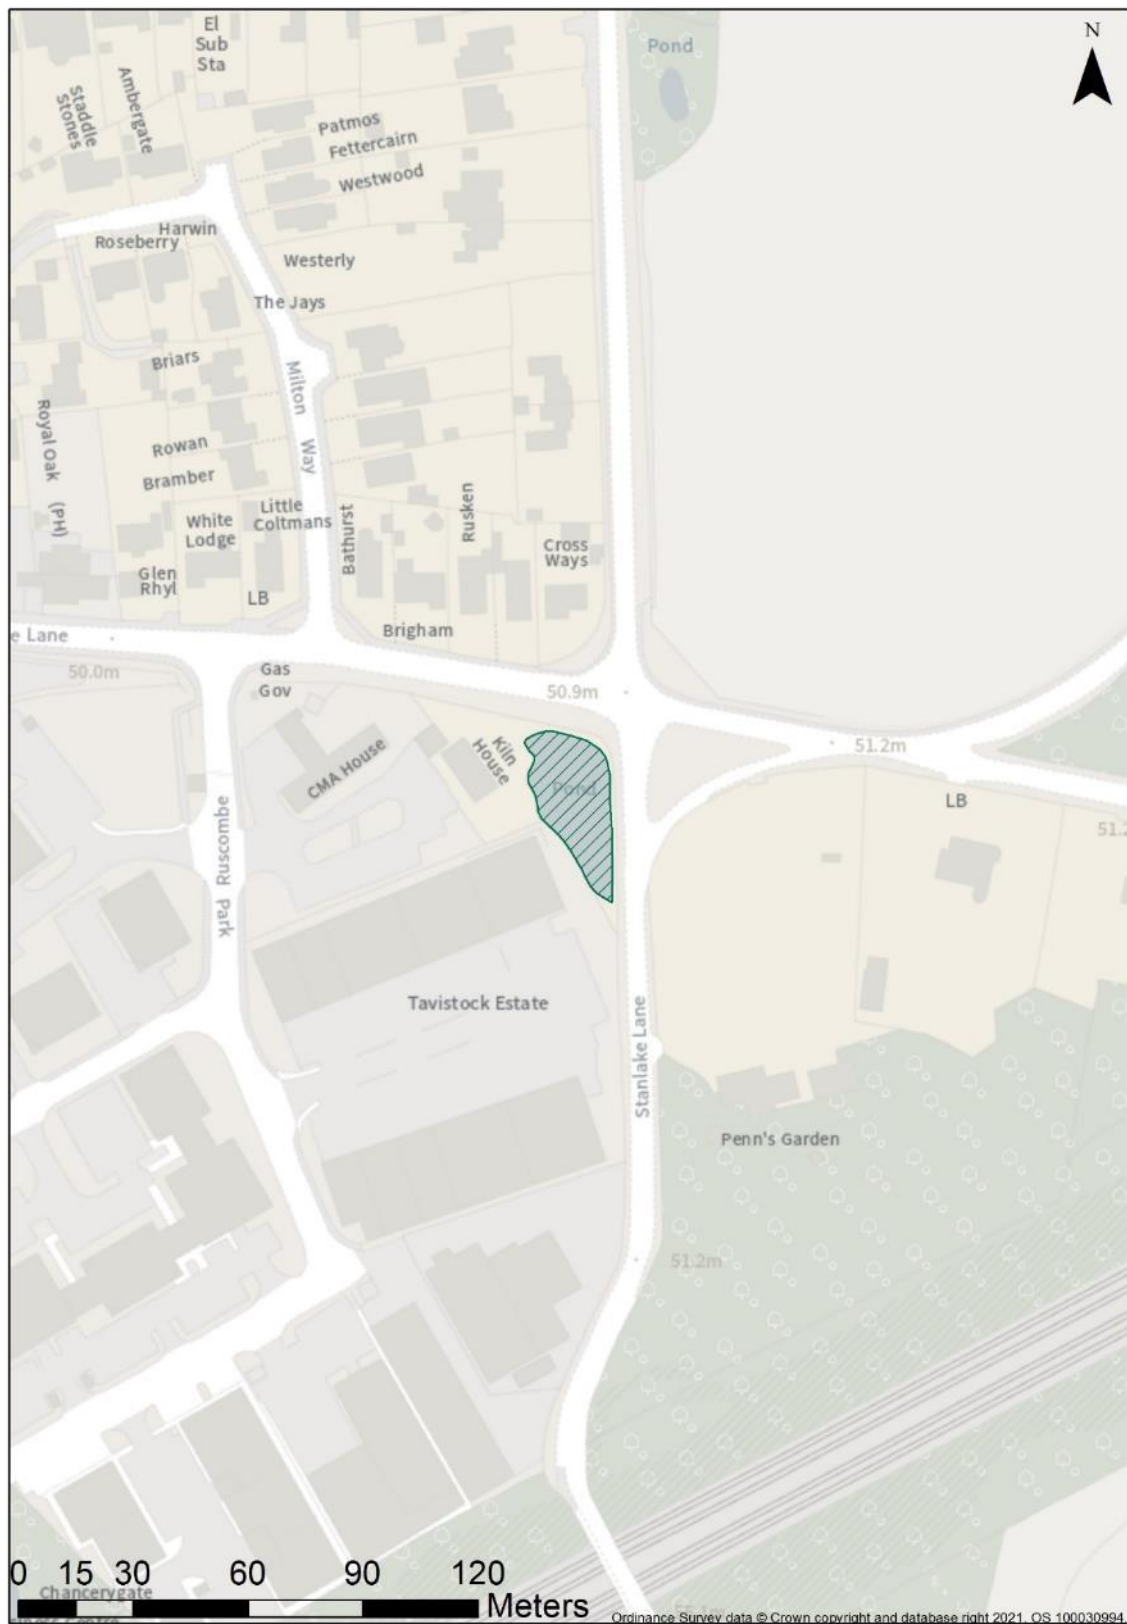 El
Sub
Sta
Pond
N
Ambergate
Staddle
Stones
Patmos
Fettercairn
Westwood
Harwin
Roseberry
Westerly
The Jays
Briars
Milton Way
Royal Oak (PH)
Rowan
Bramber
Little
Coltmans
White
Lodge
Bathurst
Rusken
Cross
Ways
Glen
Rhyl
LB
Brigham
e Lane
50.0m
Gas
Gov
50.9m
Kiln
House
CMA House
Pond
51.2m
LB
51.2
Ruscombe Park
Tavistock Estate
Stanlake Lane
Penn's Garden
51.2m
0 15 30 60 90 120
Meters
Chancerygate
Ordinance Survey data © Crown copyright and database right 2021. OS 100030994.